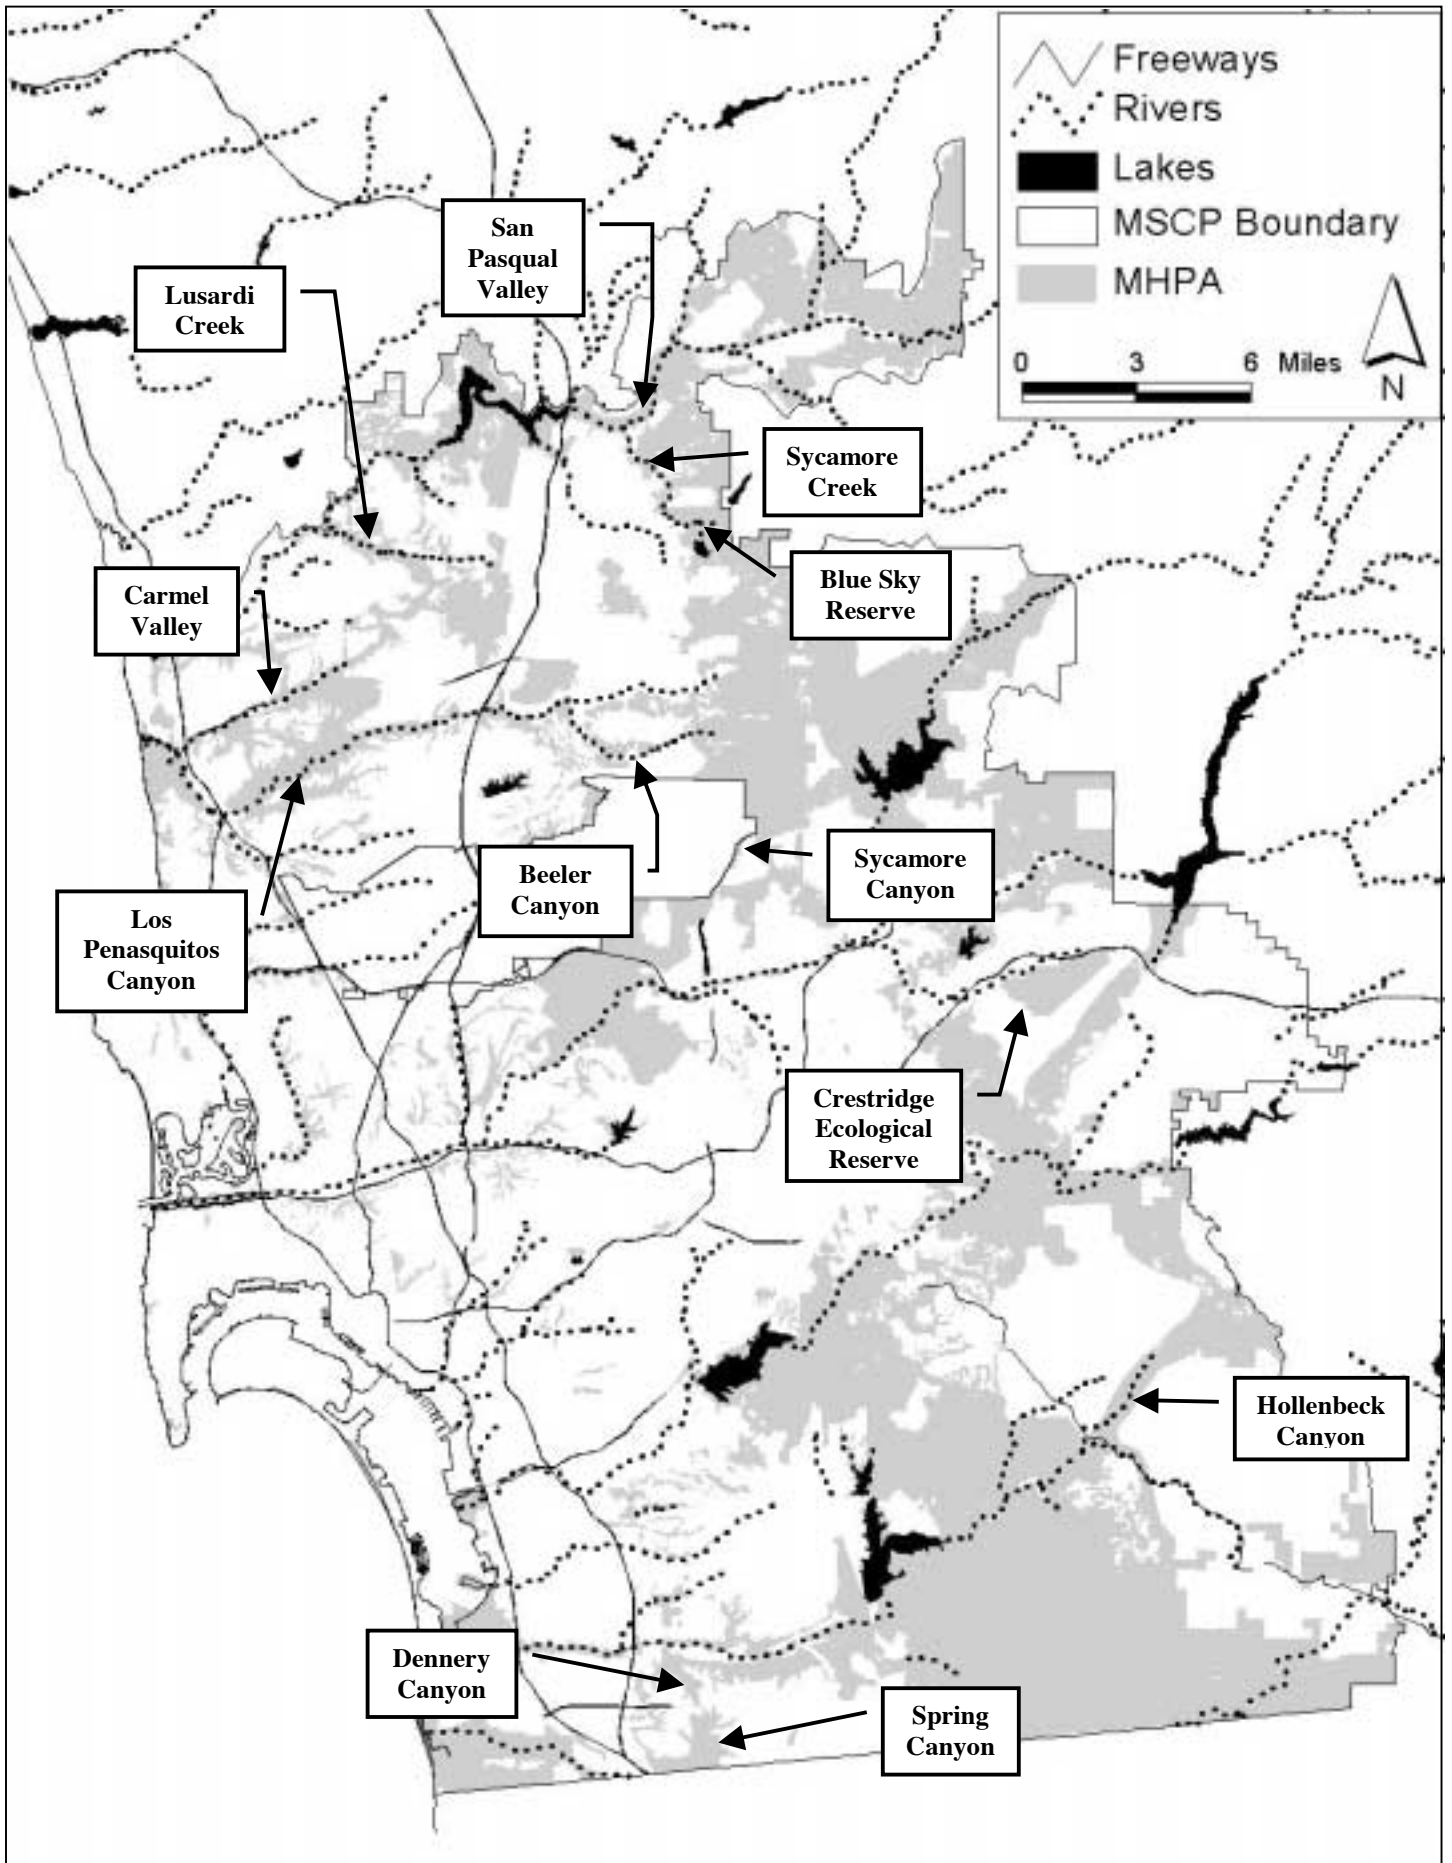 Freeways
Rivers
Lakes
MSCP Boundary
MHPA
0 3 6 Miles
N
San
Pasqual
Valley
Lusardi
Creek
Sycamore
Creek
Blue Sky
Reserve
Carmel
Valley
Beeler
Canyon
Sycamore
Canyon
Los
Penasquitos
Canyon
Crestridge
Ecological
Reserve
Hollenbeck
Canyon
Dennery
Canyon
Spring
Canyon